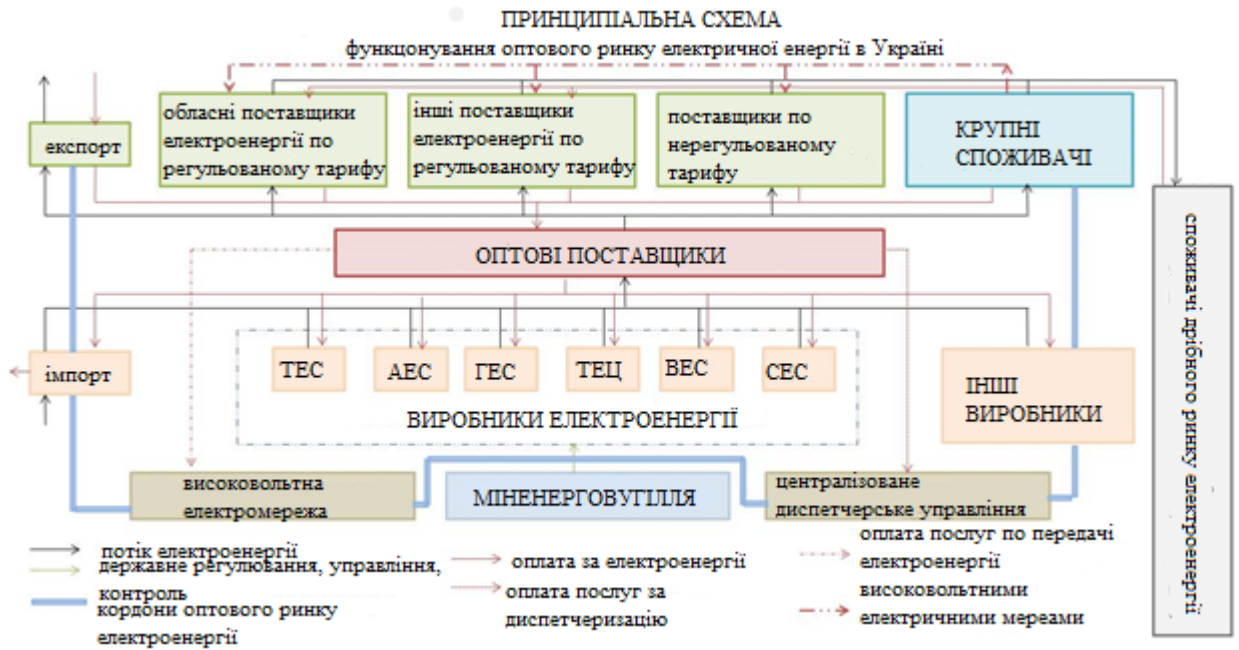 ПРИНЦИПІАЛЬНА СХЕМА
функцонування оптового ринку електричної енергії в Україні
обласні поставщики
електроенергії по
регульованому тарифу
інші поставщики
електроенергії по
регульованому тарифу
поставщики по
нерегульованому
тарифу
КРУПНІ
СПОЖИВАЧІ
експорт
ОПТОВІ ПОСТАВЩИКИ
споживачі дрібного ринку електроенергії
імпорт
ТЕС
АЕС
ГЕС
ТЕЦ
ВЕС
СЕС
ВИРОБНИКИ ЕЛЕКТРОЕНЕРГІЇ
ІНШІ
ВИРОБНИКИ
високовольтна
електромережа
МІНЕНЕРГОВУГІЛЛЯ
централізоване
диспетчерське управління
потік електроенергії
державне регулювання, управління,
контроль
кордони оптового ринку
електроенергії
оплата за електроенергії
оплата послуг за
диспетчеризацію
оплата послуг по передачі
електроенергії
високовольтними
електричними мереами